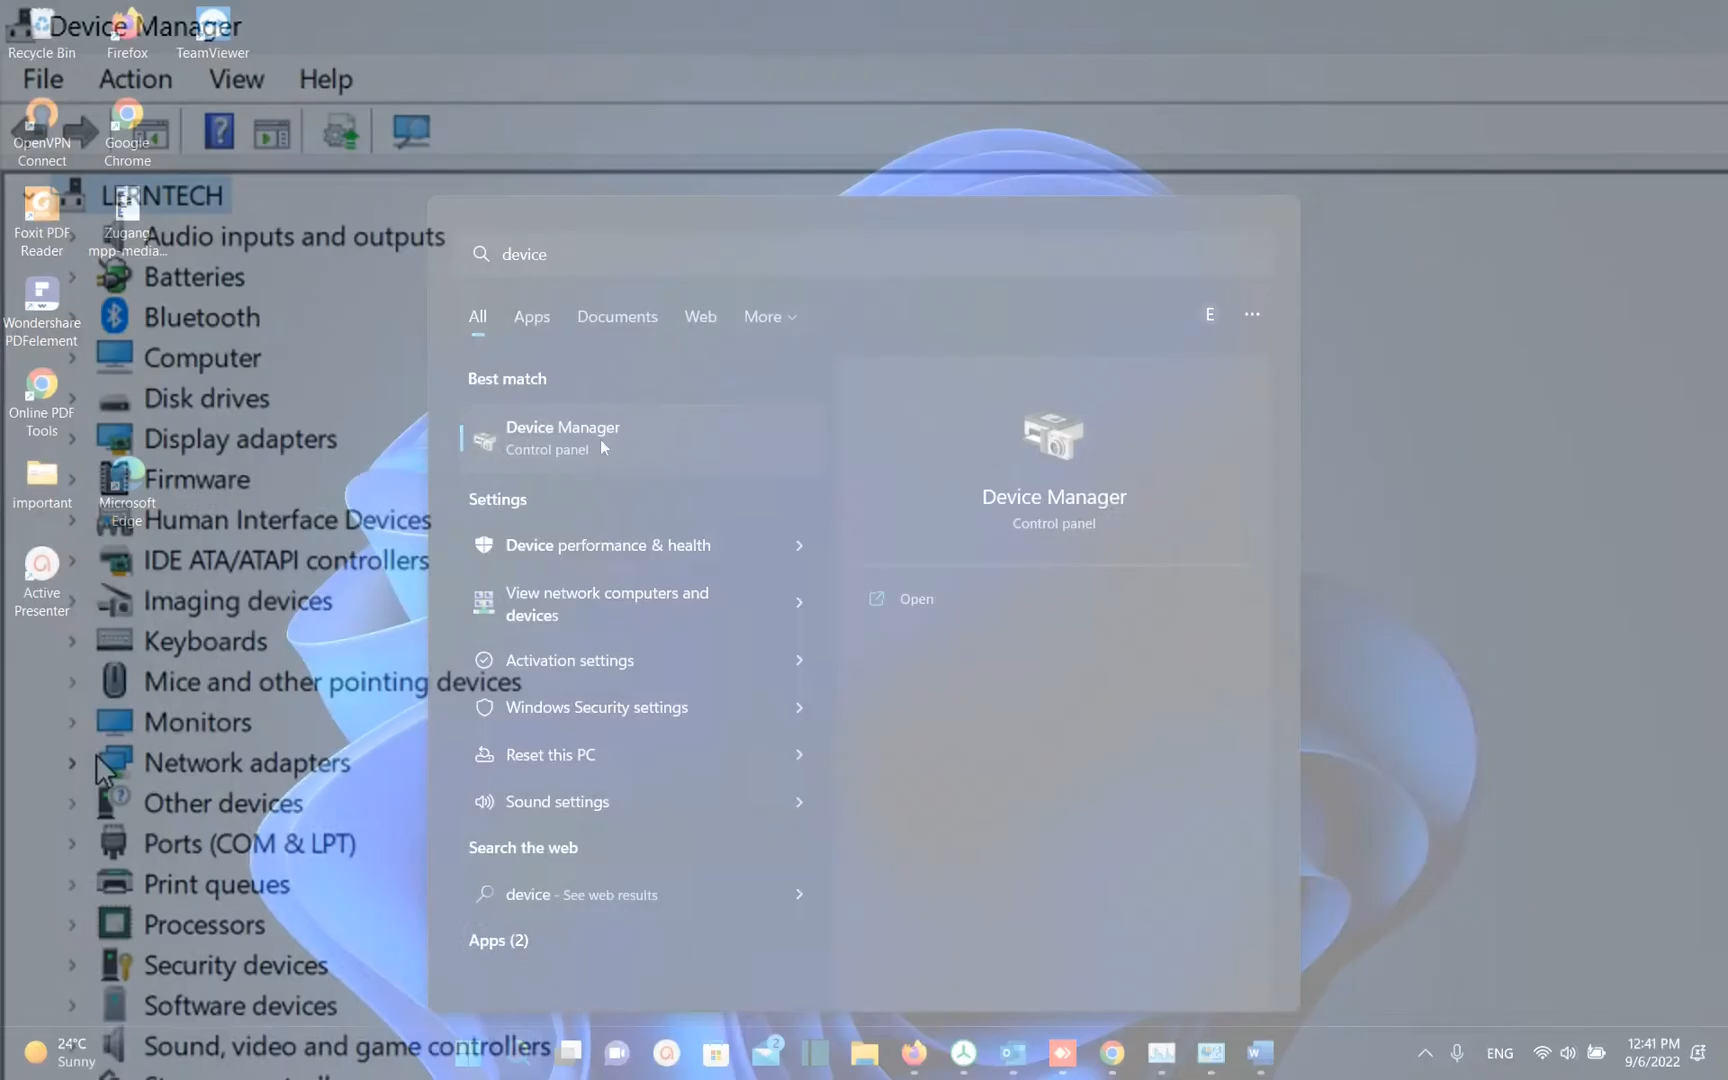 Device Manager
File Action View Help
Recycle Bin
Firefox
TeamViewer
OpenVPN
Connect
Google
Chrome
Foxit PDF
Reader
Zugang
mpp-media...
Wondershare
PDFelement
Online PDF
Tools
important
Microsoft
Edge
Active
Presenter
LERNTECH
Audio inputs and outputs
Batteries
Bluetooth
Computer
Disk drives
Display adapters
Firmware
Human Interface Devices
IDE ATA/ATAPI controllers
Imaging devices
Keyboards
Mice and other pointing devices
Monitors
Network adapters
Other devices
Ports (COM & LPT)
Print queues
Processors
Security devices
Software devices
Sound, video and game controllers
device
All Apps Documents Web More
E
Best match
Device Manager
Control panel
Settings
Device performance & health
View network computers and
devices
Activation settings
Windows Security settings
Reset this PC
Sound settings
Search the web
device - See web results
Apps (2)
Device Manager
Control panel
Open
24°C
Sunny
2
ENG
12:41 PM
9/6/2022